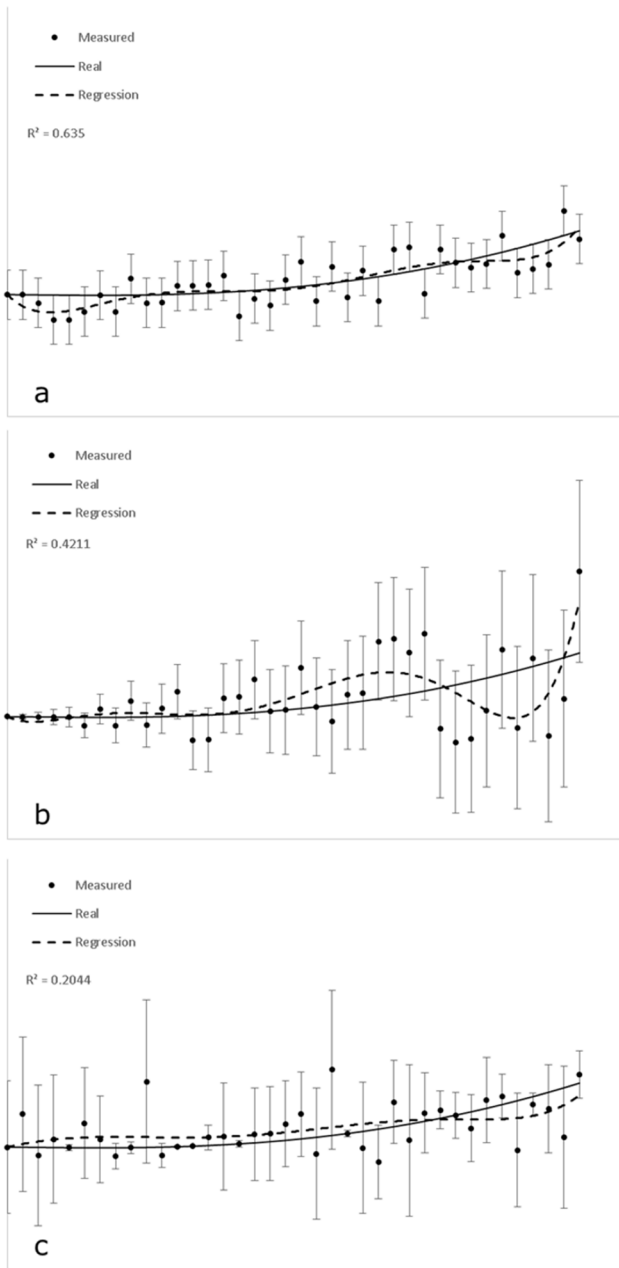 Measured
Real
Regression
R² = 0.635
a
Measured
Real
Regression
R² = 0.4211
b
Measured
Real
Regression
R² = 0.2044
c